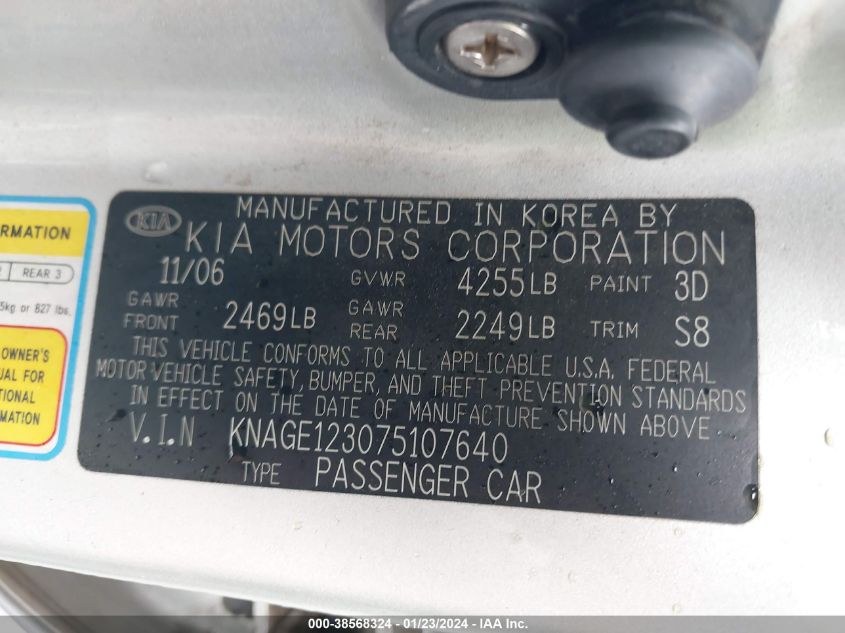 MANUFACTURED IN KOREA BY
KIA KIA MOTORS CORPORATION
11/06 GVWR 4255LB PAINT 3D
GAWR FRONT 2469LB GAWR REAR 2249LB TRIM S8
THIS VEHICLE CONFORMS TO ALL APPLICABLE U.S.A. FEDERAL
MOTOR VEHICLE SAFETY, BUMPER, AND THEFT PREVENTION STANDARDS
IN EFFECT ON THE DATE OF MANUFACTURE SHOWN ABOVE
V.I.N KNAGE123075107640
TYPE PASSENGER CAR
RMATION
REAR 3
5kg or 827 lbs.
OWNER'S
UAL FOR
TIONAL
MATION
000-38568324 - 01/23/2024 - IAA Inc.